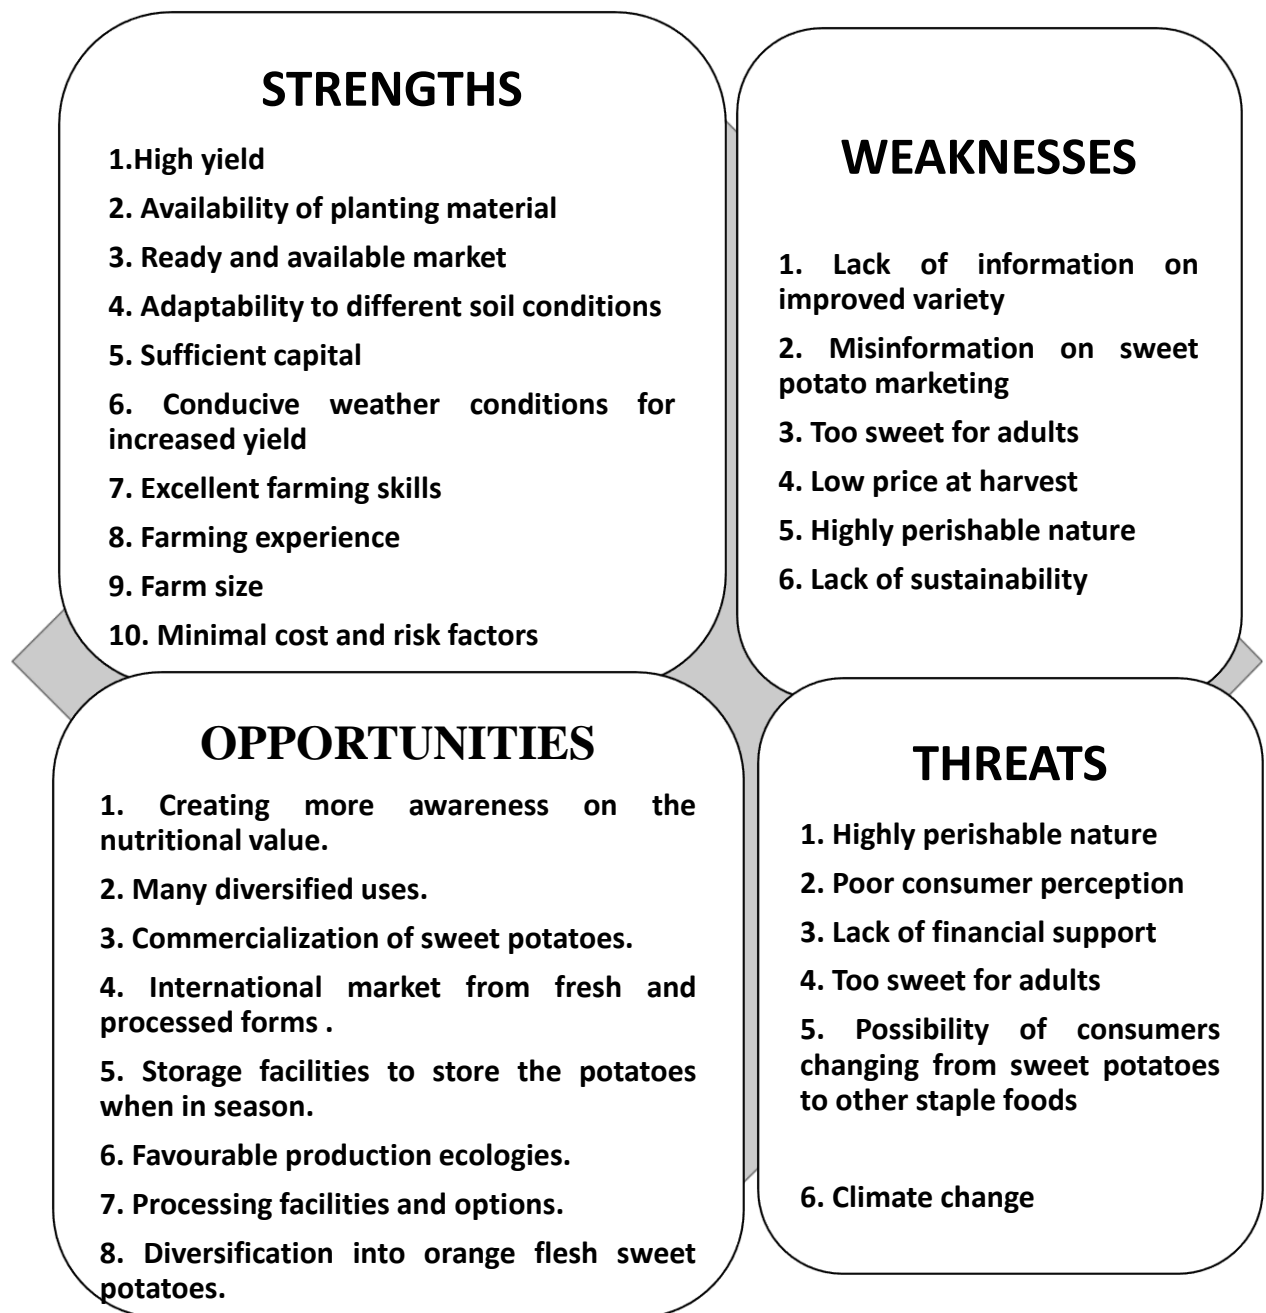 STRENGTHS
1.High yield
2. Availability of planting material
3. Ready and available market
4. Adaptability to different soil conditions
5. Sufficient capital
6. Conducive weather conditions for
increased yield
7. Excellent farming skills
8. Farming experience
9. Farm size
10. Minimal cost and risk factors
WEAKNESSES
1. Lack of information on
improved variety
2. Misinformation on sweet
potato marketing
3. Too sweet for adults
4. Low price at harvest
5. Highly perishable nature
6. Lack of sustainability
OPPORTUNITIES
1. Creating more awareness on the
nutritional value.
2. Many diversified uses.
3. Commercialization of sweet potatoes.
4. International market from fresh and
processed forms .
5. Storage facilities to store the potatoes
when in season.
6. Favourable production ecologies.
7. Processing facilities and options.
8. Diversification into orange flesh sweet
potatoes.
THREATS
1. Highly perishable nature
2. Poor consumer perception
3. Lack of financial support
4. Too sweet for adults
5. Possibility of consumers
changing from sweet potatoes
to other staple foods
6. Climate change